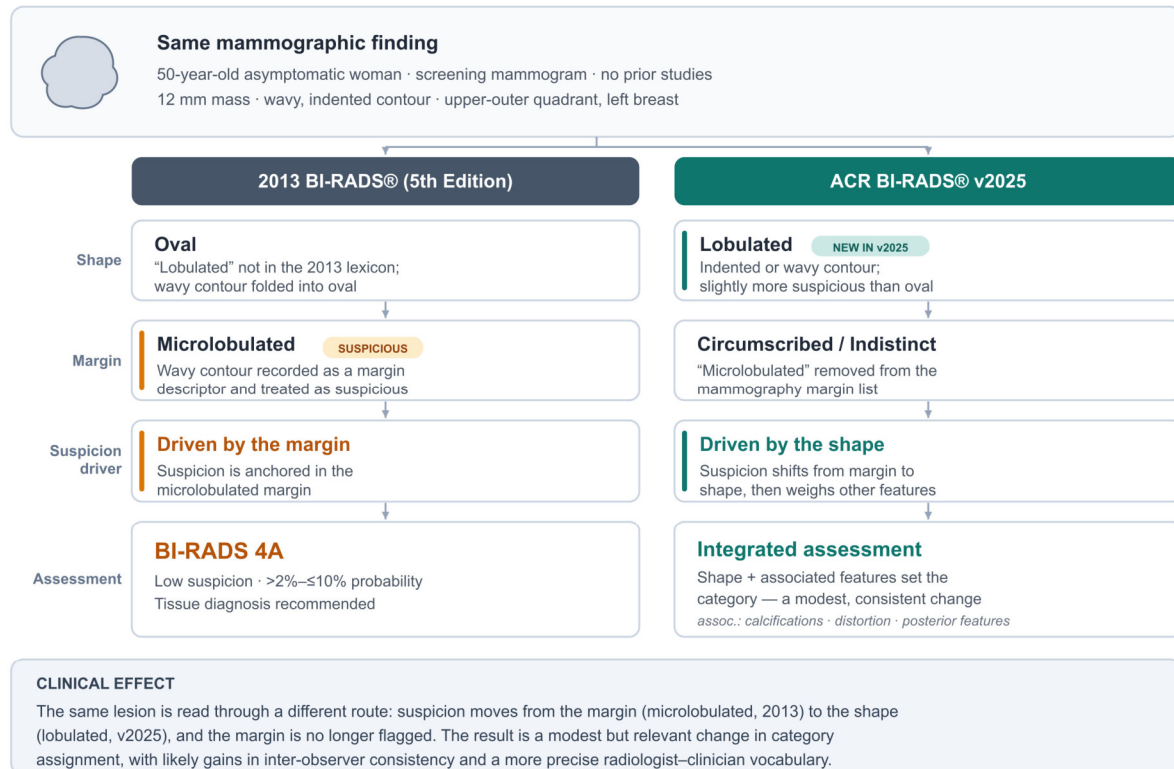 Same mammographic finding
50-year-old asymptomatic woman · screening mammogram · no prior studies
12 mm mass · wavy, indented contour · upper-outer quadrant, left breast
2013 BI-RADS® (5th Edition)
ACR BI-RADS® v2025
Shape
Oval
“Lobulated” not in the 2013 lexicon;
wavy contour folded into oval
Lobulated
NEW IN v2025
Indented or wavy contour;
slightly more suspicious than oval
Margin
Microlobulated
SUSPICIOUS
Wavy contour recorded as a margin
descriptor and treated as suspicious
Circumscribed / Indistinct
“Microlobulated” removed from the
mammography margin list
Suspicion
driver
Driven by the margin
Suspicion is anchored in the
microlobulated margin
Driven by the shape
Suspicion shifts from margin to
shape, then weighs other features
Assessment
BI-RADS 4A
Low suspicion · >2%–≤10% probability
Tissue diagnosis recommended
Integrated assessment
Shape + associated features set the
category — a modest, consistent change
assoc.: calcifications · distortion · posterior features
CLINICAL EFFECT
The same lesion is read through a different route: suspicion moves from the margin (microlobulated, 2013) to the shape
(lobulated, v2025), and the margin is no longer flagged. The result is a modest but relevant change in category
assignment, with likely gains in inter-observer consistency and a more precise radiologist–clinician vocabulary.